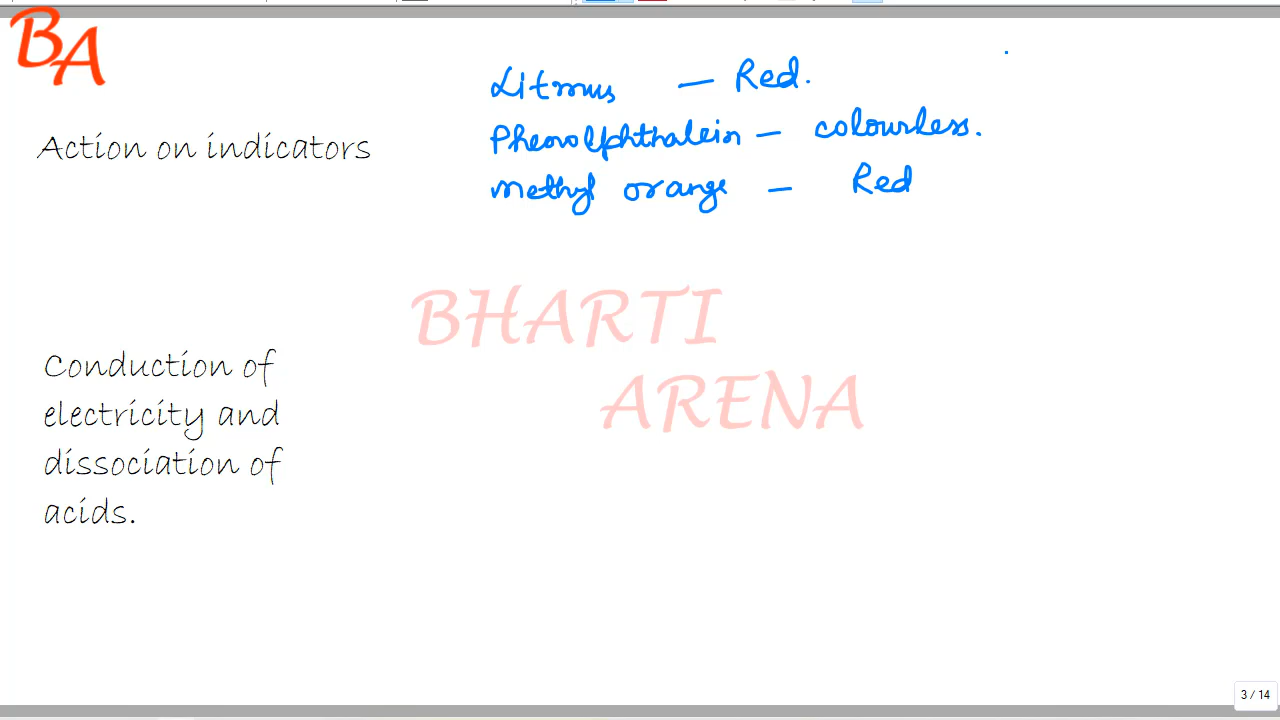 BA
Litmus — Red.
Phenolphthalein — colourless.
Action on indicators
Methyl orange — Red
BHARTI
ARENA
Conduction of
electricity and
dissociation of
acids.
3 / 14